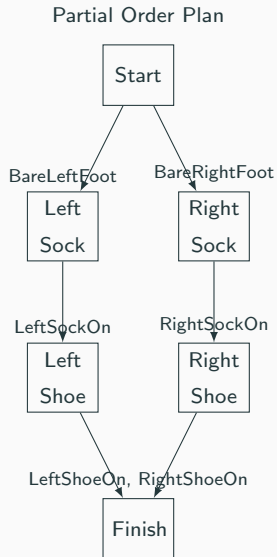 Partial Order Plan
Start
BareLeftFoot
BareRightFoot
Left
Sock
Right
Sock
LeftSockOn
RightSockOn
Left
Shoe
Right
Shoe
LeftShoeOn, RightShoeOn
Finish